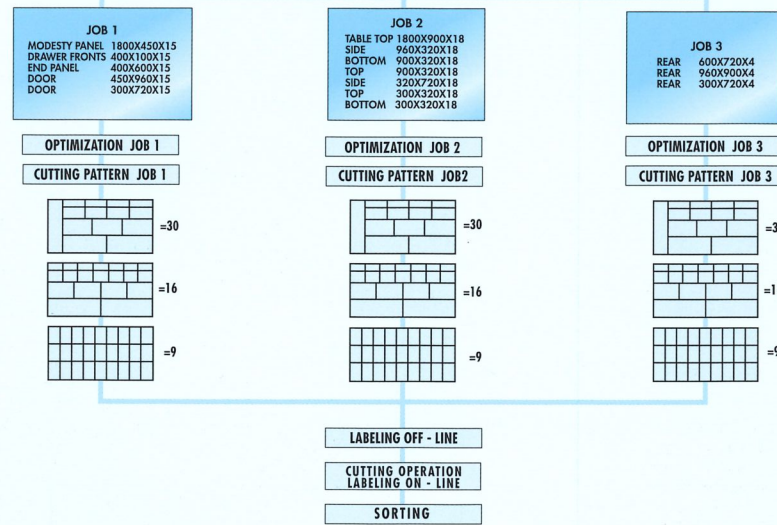 JOB 1
MODESTY PANEL 1800X450X15
DRAWER FRONTS 400X100X15
END PANEL 400X600X15
DOOR 450X960X15
DOOR 300X720X15
OPTIMIZATION JOB 1
CUTTING PATTERN JOB 1
=30
=16
=9
JOB 2
TABLE TOP 1800X900X18
SIDE 960X320X18
BOTTOM 900X320X18
TOP 900X320X18
SIDE 320X720X18
TOP 300X320X18
BOTTOM 300X320X18
OPTIMIZATION JOB 2
CUTTING PATTERN JOB2
=30
=16
=9
JOB 3
REAR 600X720X4
REAR 960X900X4
REAR 300X720X4
OPTIMIZATION JOB 3
CUTTING PATTERN JOB 3
=3
=1
=9
LABELING OFF - LINE
CUTTING OPERATION
LABELING ON - LINE
SORTING